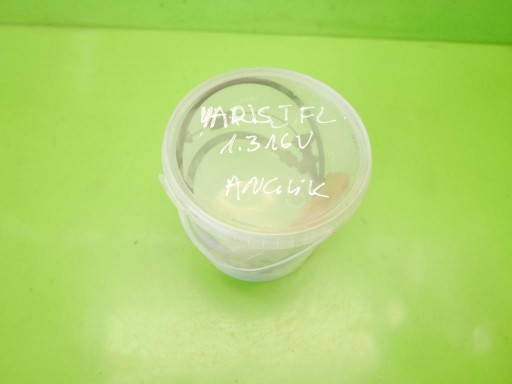 YARIS I FL.
1.3 16V
ANGLIK